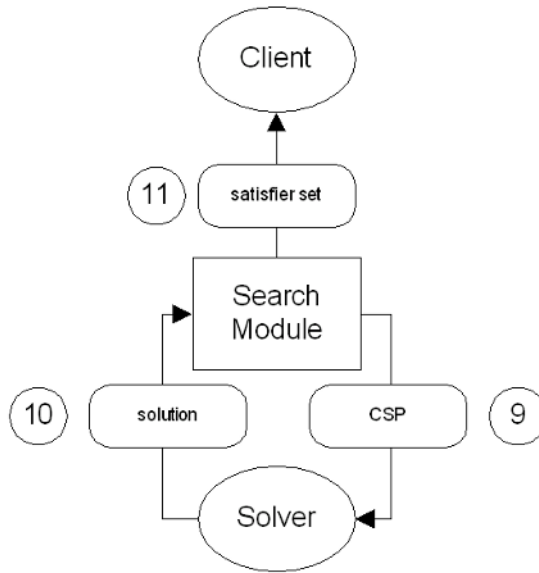 Client
11
satisfier set
Search
Module
10
solution
CSP
9
Solver